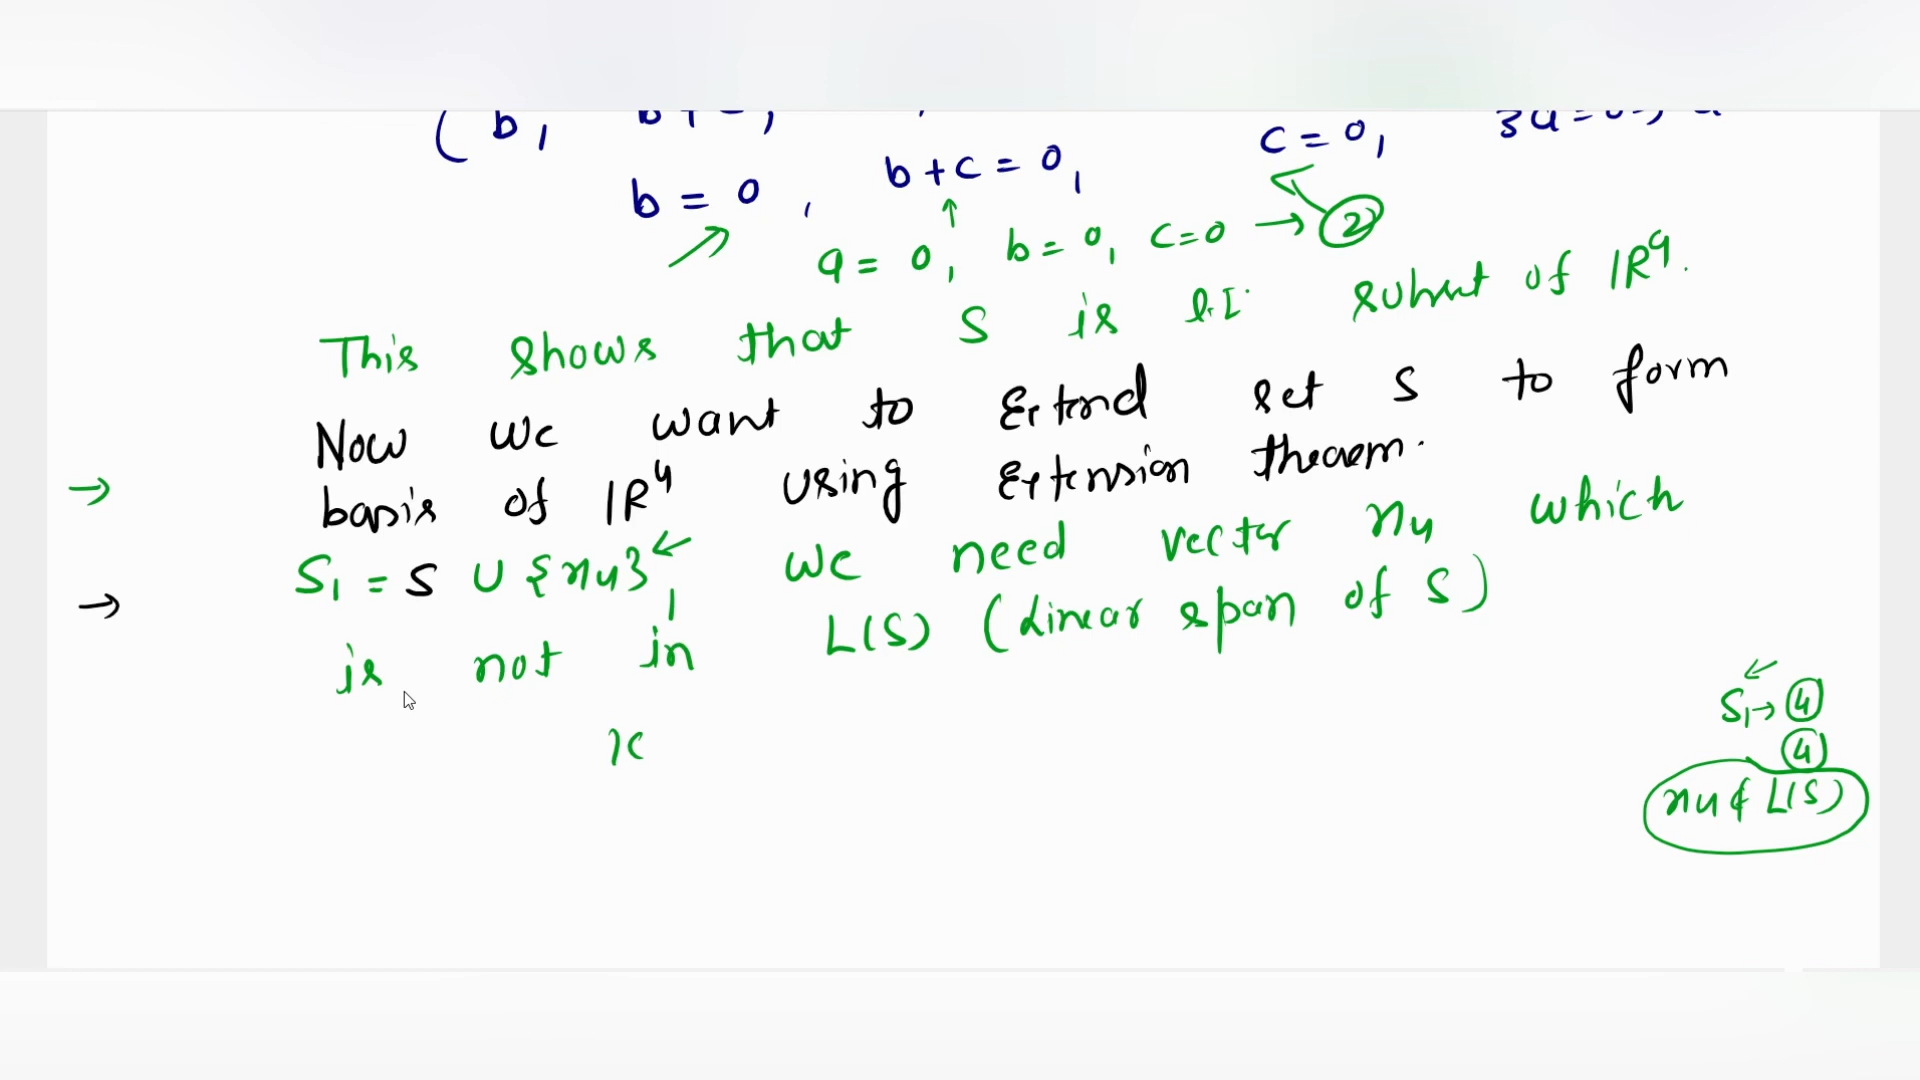 b = 0, b+c = 0, c = 0,
a = 0, b = 0, c=0 → 2
This shows that S is L.I. subset of IR⁴.
Now we want to Extend set S to form
basis of IR⁴ using Extension theorem.
S₁ = S ∪ {x₄}, we need vector x₄ which
is not in L(S) (Linear span of S)
S₁→ 4
4
x₄ ∉ L(S)